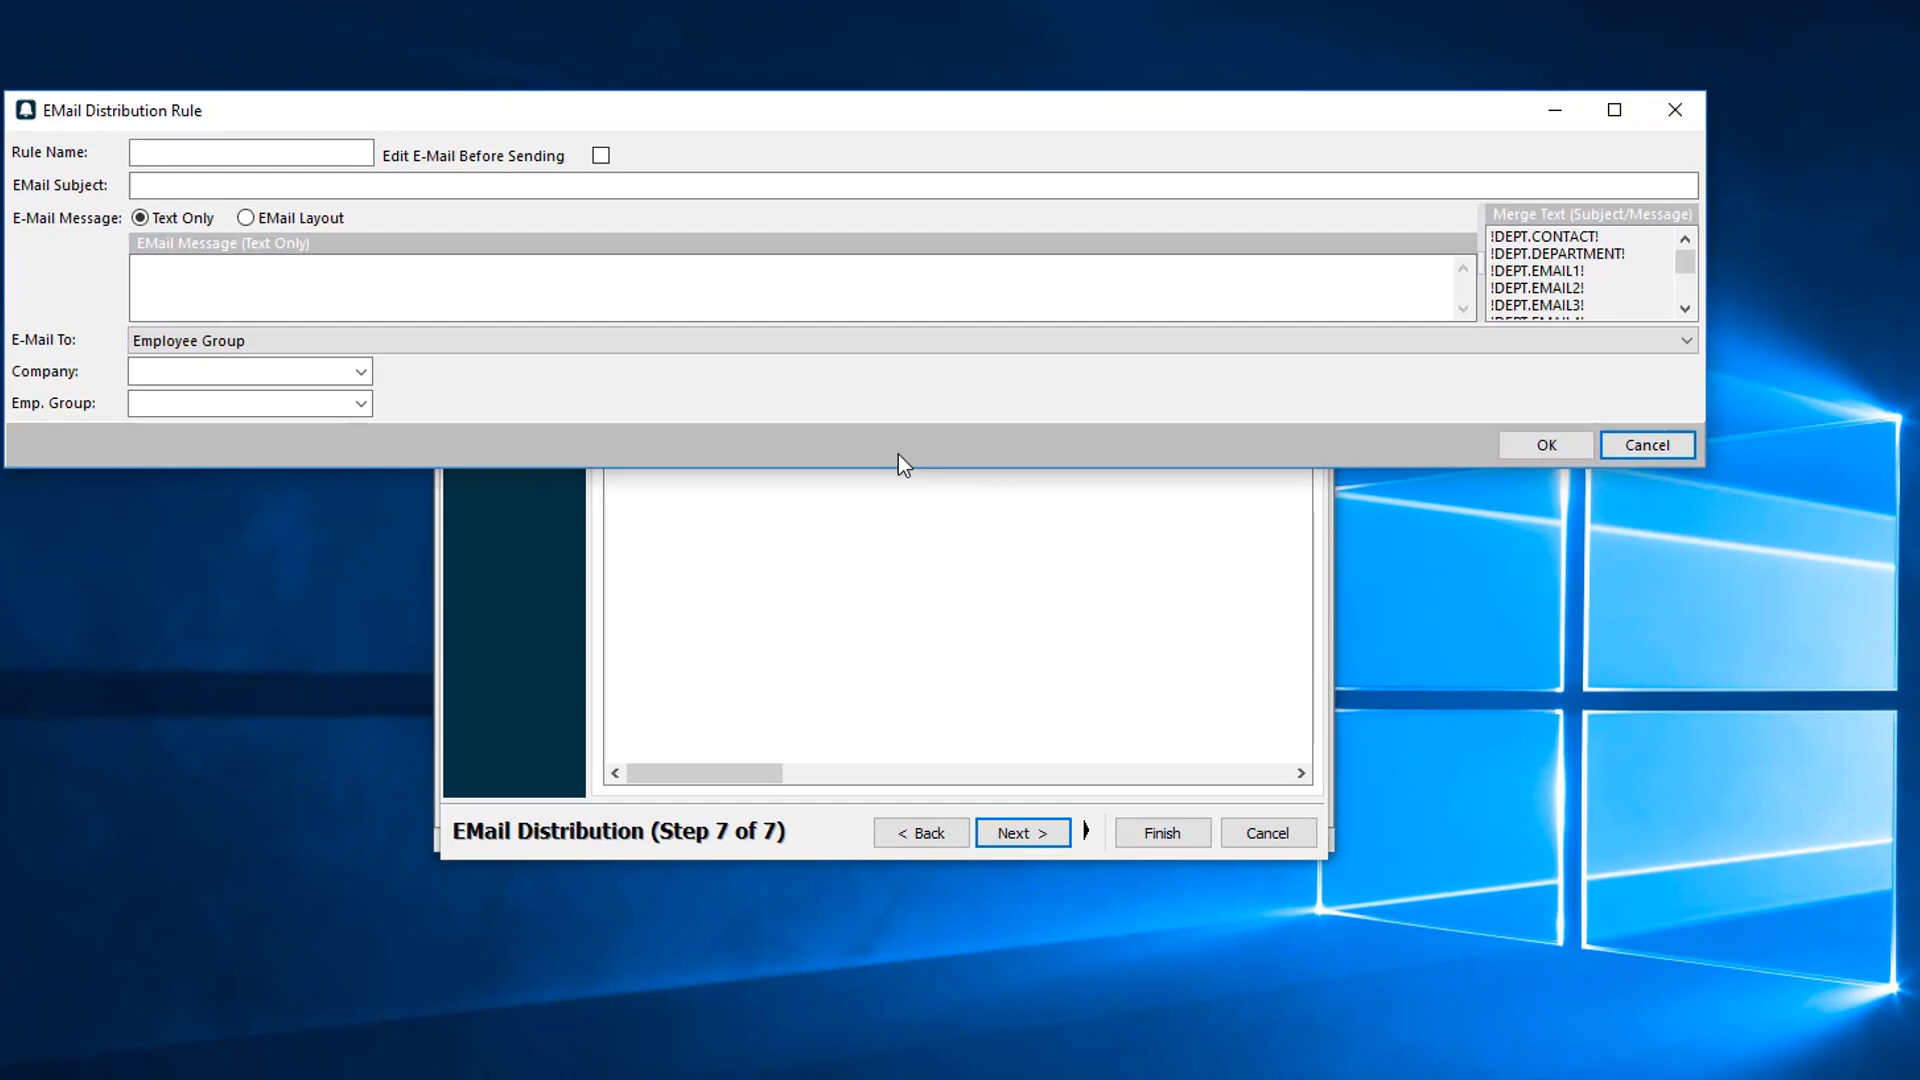 EMail Distribution Rule
Rule Name:
Edit E-Mail Before Sending
EMail Subject:
E-Mail Message: Text Only EMail Layout
Merge Text (Subject/Message)
EMail Message (Text Only)
!DEPT.CONTACT!
!DEPT.DEPARTMENT!
!DEPT.EMAIL1!
!DEPT.EMAIL2!
!DEPT.EMAIL3!
E-Mail To: Employee Group
Company:
Emp. Group:
OK Cancel
EMail Distribution (Step 7 of 7) < Back Next > Finish Cancel